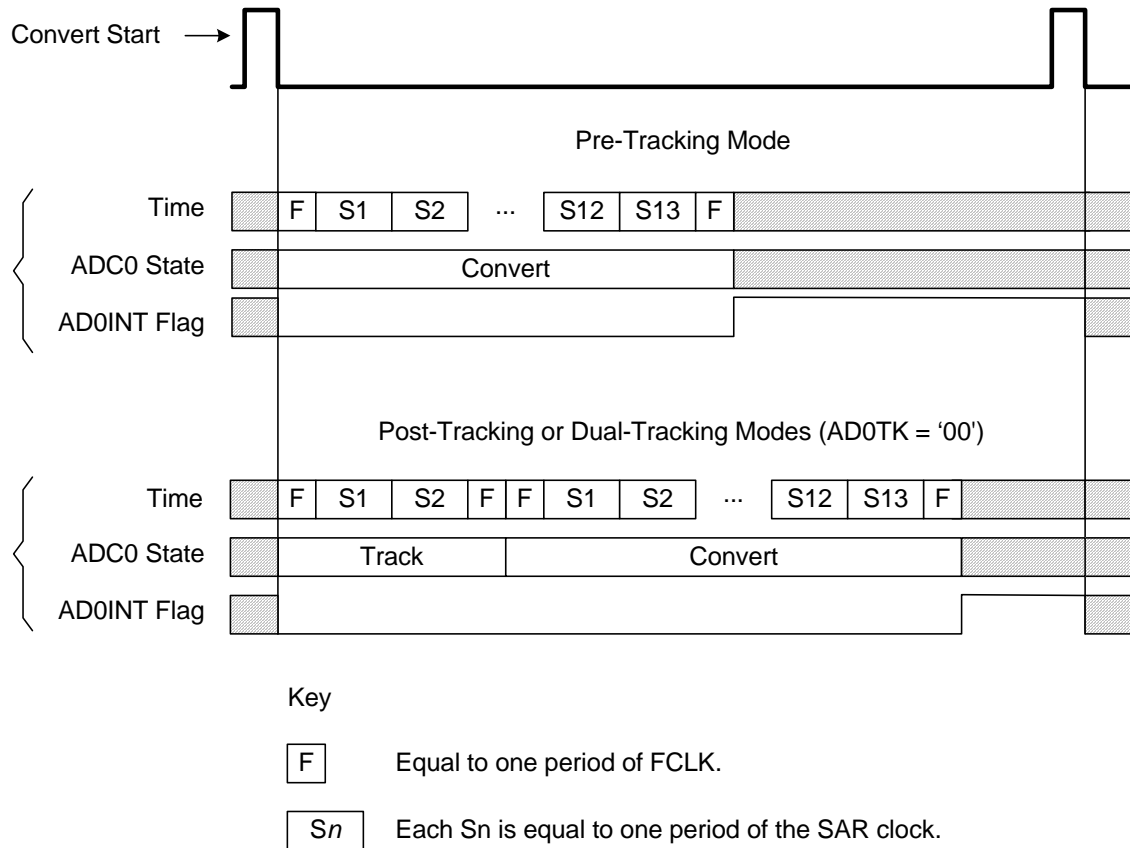 Convert Start
Pre-Tracking Mode
Time F S1 S2 ... S12 S13 F
ADC0 State Convert
AD0INT Flag
Post-Tracking or Dual-Tracking Modes (AD0TK = ‘00')
Time F S1 S2 F F S1 S2 ... S12 S13 F
ADC0 State Track Convert
AD0INT Flag
Key
F Equal to one period of FCLK.
Sn Each Sn is equal to one period of the SAR clock.